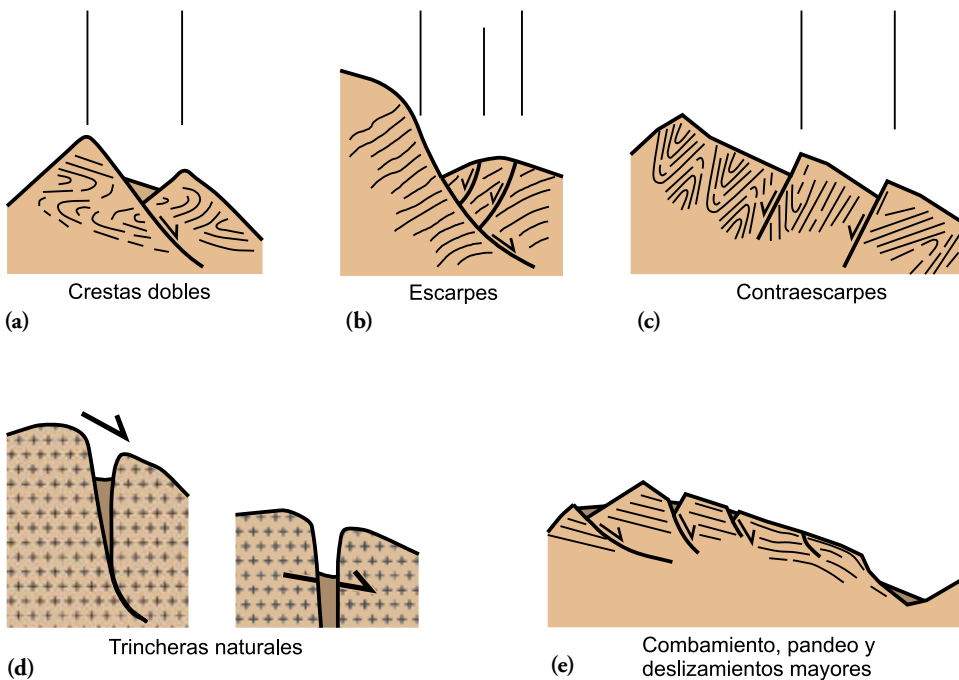 Crestas dobles
(a)
Escarpes
(b)
Contraescarpes
(c)
Trincheras naturales
(d)
Combamiento, pandeo y
deslizamientos mayores
(e)